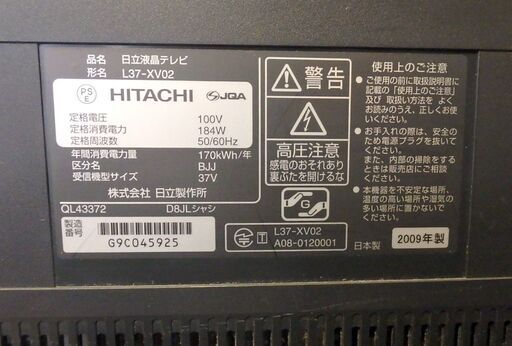 品名 日立液晶テレビ
形名 L37-XV02
PS
E
HITACHI
JQA
定格電圧 100V
定格消費電力 184W
定格周波数 50/60Hz
年間消費電力量 170kWh/年
区分名 BJJ
受信機型サイズ 37V
株式会社 日立製作所
QL43372 D8JLシャシ
製造
番号
G9C045925
警告
高圧注意
感電のおそれあり
裏ぶたを開けるな
G
T
L37-XV02
A08-0120001
使用上のご注意
●ご使用の前に取扱説明書に
記載の「使用上のご注意」及
び 取扱い方法を よく
お読みのうえ、正しくご使用
ください。
●お手入れの際は、安全のた
め電源プラグを抜いてくだ
さい。
また、内部の掃除をするとき
は販売店にご相談ください。
●本機器を不安定な場所、
温度の高い場所や、湿気の
多い場所に置かないで
ください。
日本製
2009年製